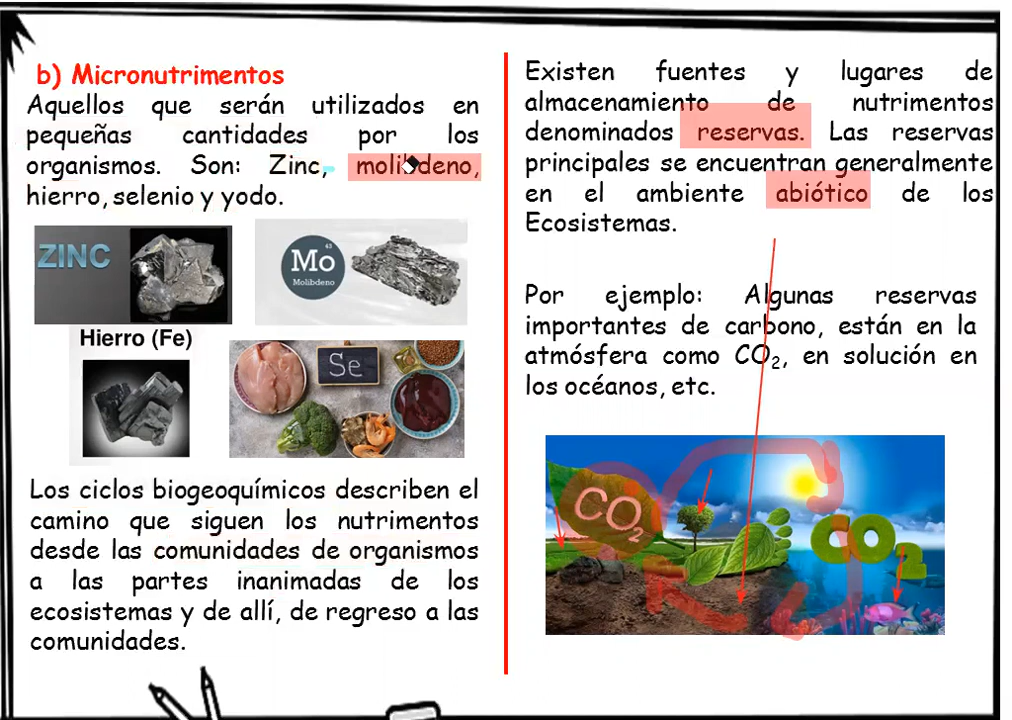 b) Micronutrimentos
Aquellos que serán utilizados en
pequeñas cantidades por los
organismos. Son: Zinc, molibdeno,
hierro, selenio y yodo.
ZINC
43
Mo
Molibdeno
Hierro (Fe)
Se
Los ciclos biogeoquímicos describen el
camino que siguen los nutrimentos
desde las comunidades de organismos
a las partes inanimadas de los
ecosistemas y de allí, de regreso a las
comunidades.
Existen fuentes y lugares de
almacenamiento de nutrimentos
denominados reservas. Las reservas
principales se encuentran generalmente
en el ambiente abiótico de los
Ecosistemas.
Por ejemplo: Algunas reservas
importantes de carbono, están en la
atmósfera como CO₂, en solución en
los océanos, etc.
CO₂
CO₂